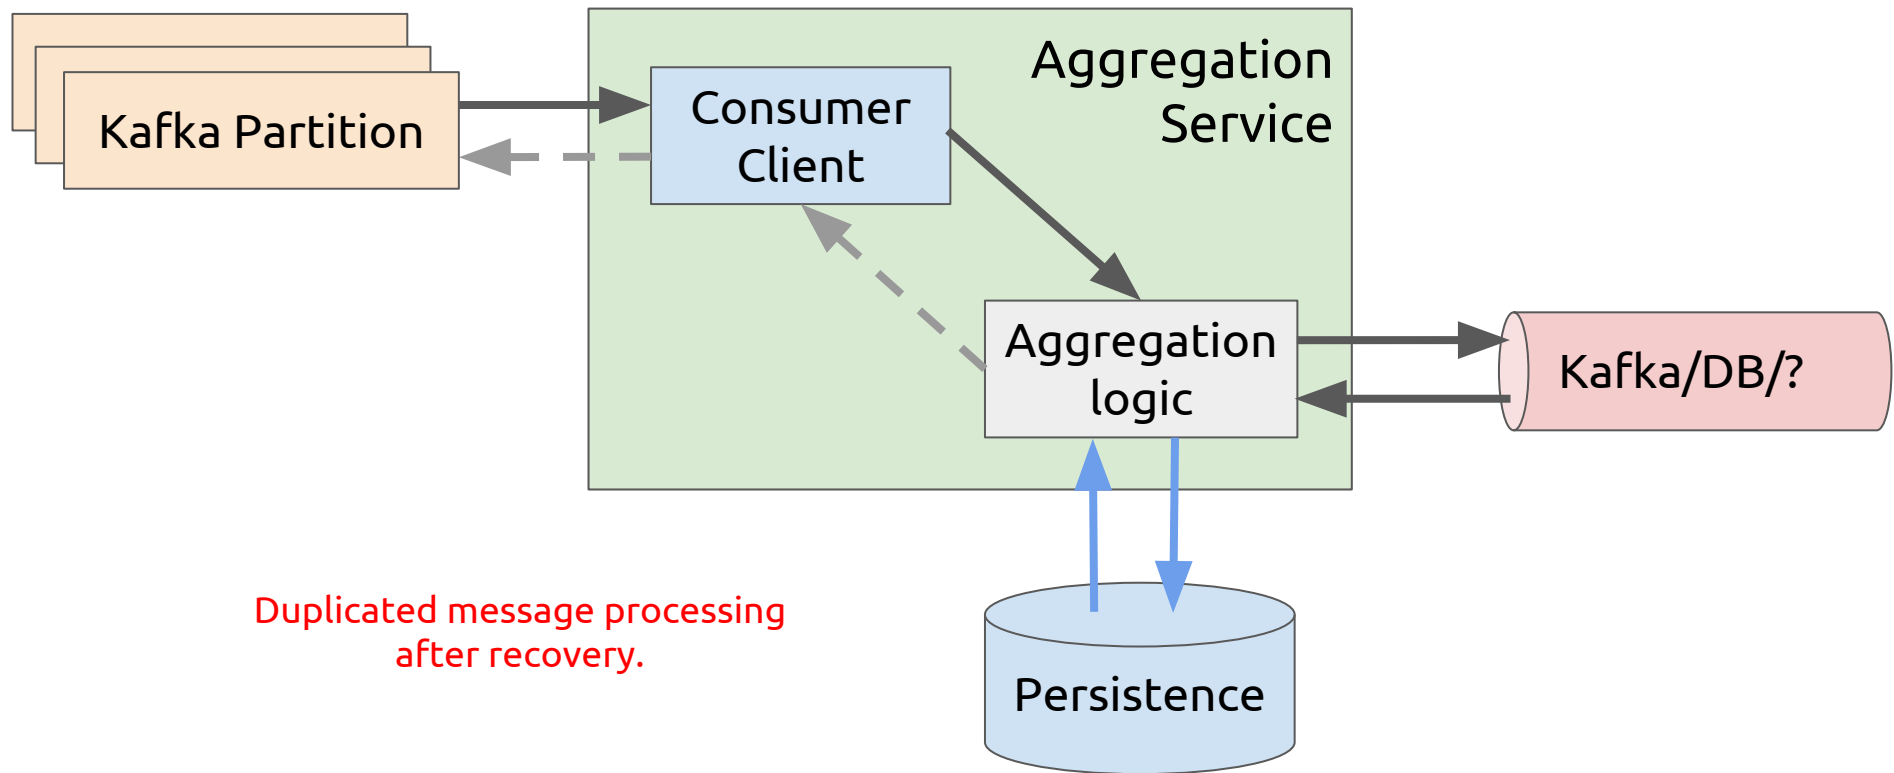 Kafka Partition
Consumer
Client
Aggregation
Service
Aggregation
logic
Kafka/DB/?
Duplicated message processing
after recovery.
Persistence